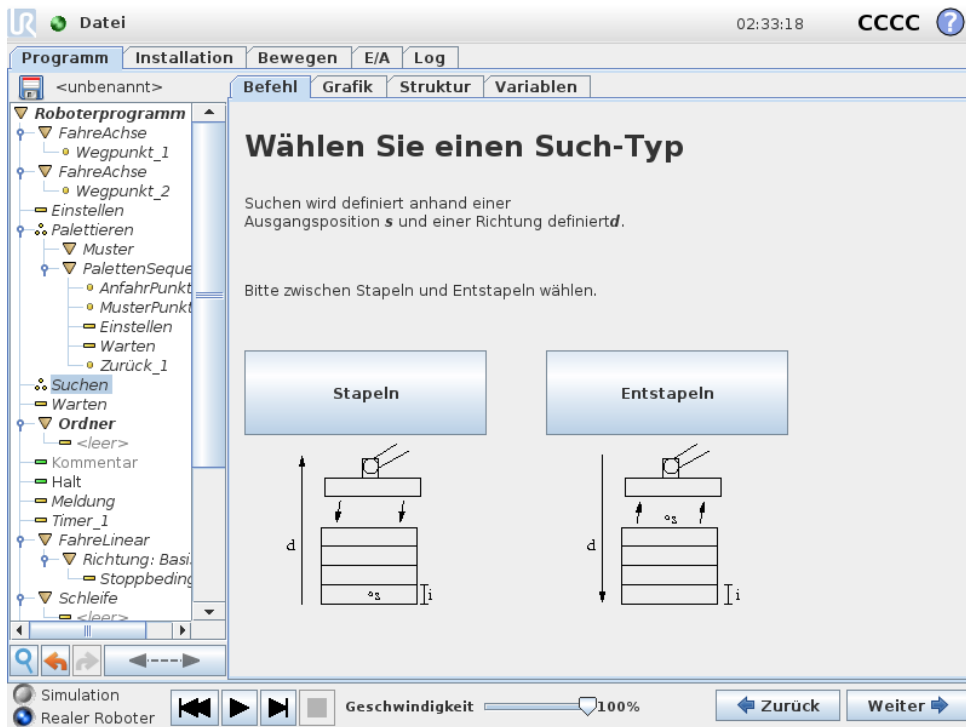 UR
Datei
02:33:18
CCCC
?
Programm
Installation
Bewegen
E/A
Log
<unbenannt>
Befehl
Grafik
Struktur
Variablen
Roboterprogramm
FahreAchse
Wegpunkt_1
FahreAchse
Wegpunkt_2
Einstellen
Palettieren
Muster
PalettenSeque
AnfahrPunkt
MusterPunkt
Einstellen
Warten
Zurück_1
Suchen
Warten
Ordner
<leer>
Kommentar
Halt
Meldung
Timer_1
FahreLinear
Richtung: Basi
Stoppbeding
Schleife
<leer>
Wählen Sie einen Such-Typ
Suchen wird definiert anhand einer
Ausgangsposition s und einer Richtung definiertd.
Bitte zwischen Stapeln und Entstapeln wählen.
Stapeln
Entstapeln
d
s
i
d
s
i
Simulation
Realer Roboter
Geschwindigkeit
100%
Zurück
Weiter